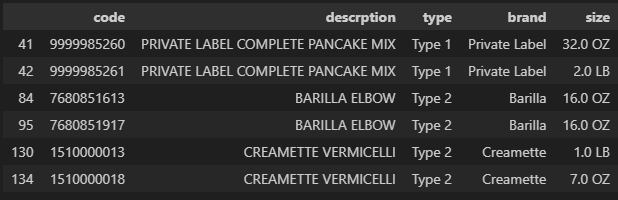 code descrption type brand size
41 9999985260 PRIVATE LABEL COMPLETE PANCAKE MIX Type 1 Private Label 32.0 OZ
42 9999985261 PRIVATE LABEL COMPLETE PANCAKE MIX Type 1 Private Label 2.0 LB
84 7680851613 BARILLA ELBOW Type 2 Barilla 16.0 OZ
95 7680851917 BARILLA ELBOW Type 2 Barilla 16.0 OZ
130 1510000013 CREAMETTE VERMICELLI Type 2 Creamette 1.0 LB
134 1510000018 CREAMETTE VERMICELLI Type 2 Creamette 7.0 OZ